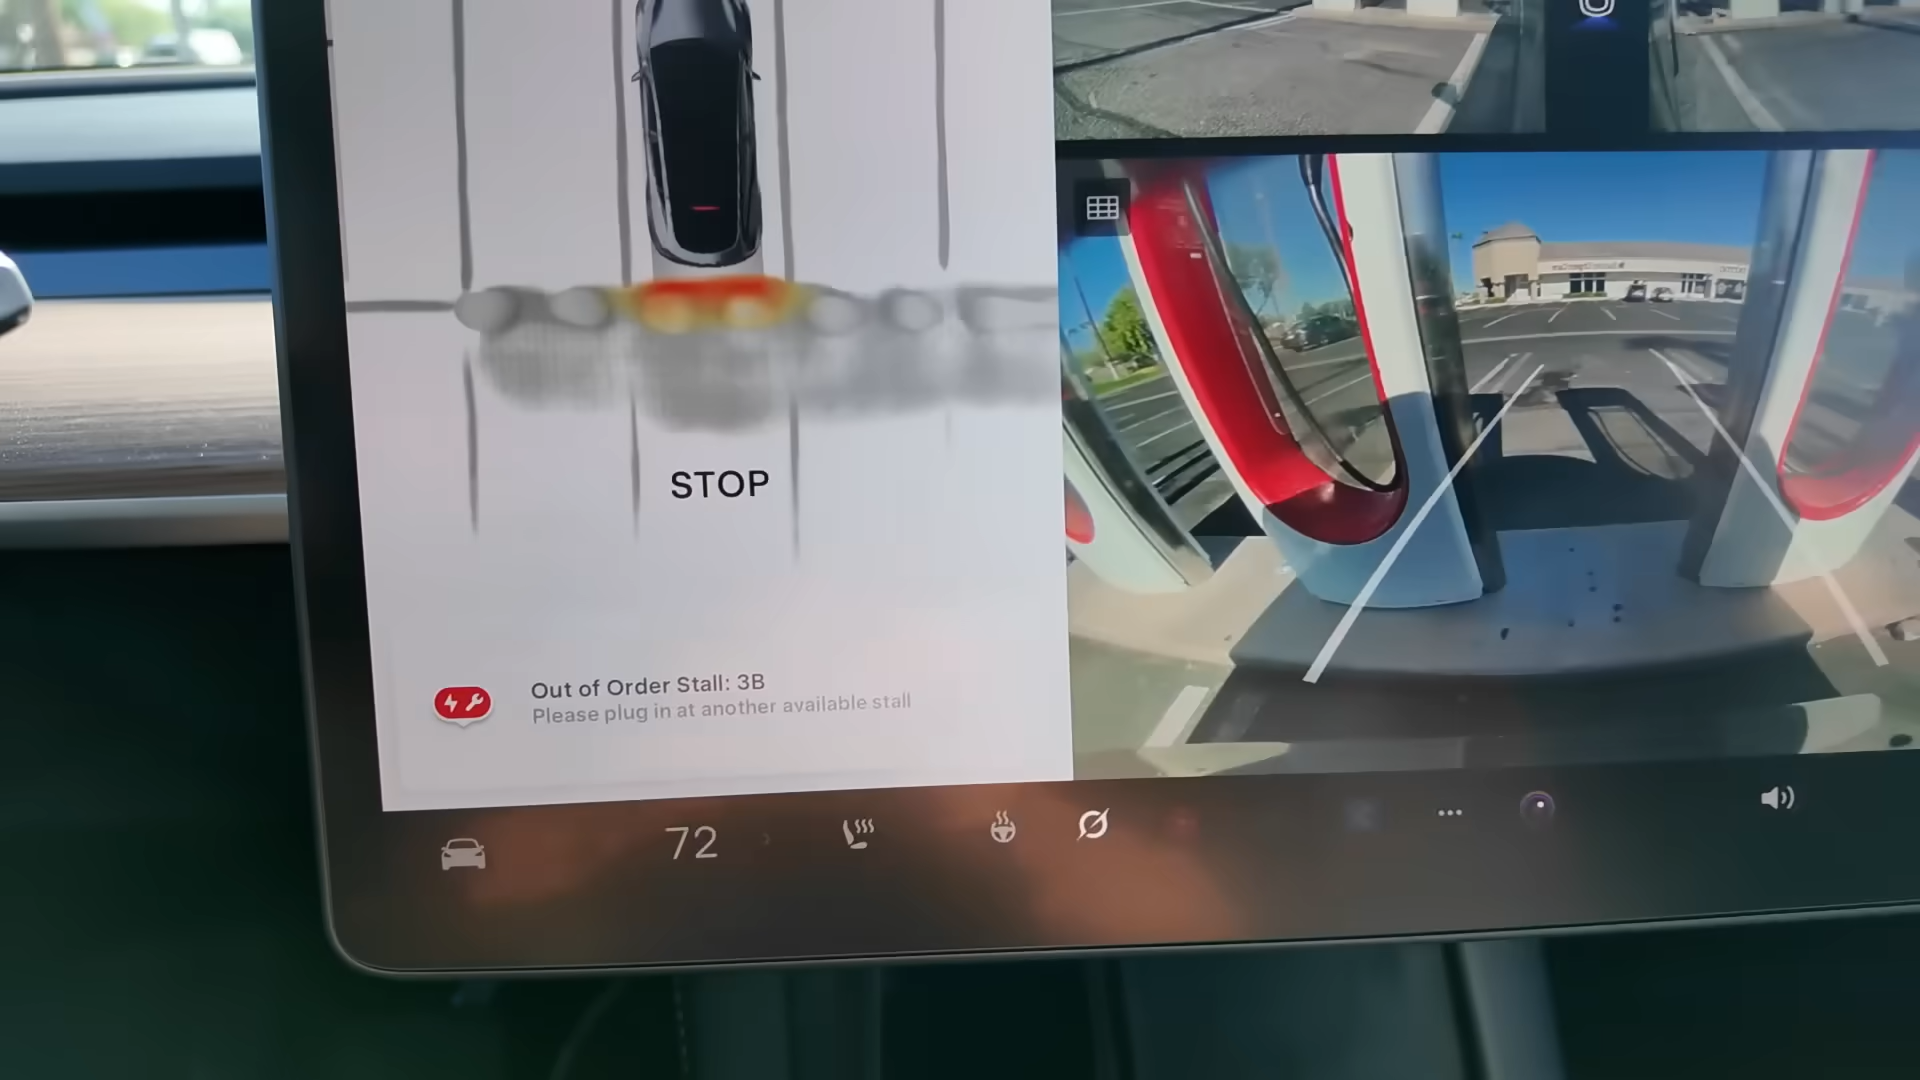 STOP
Out of Order Stall: 3B
Please plug in at another available stall
72